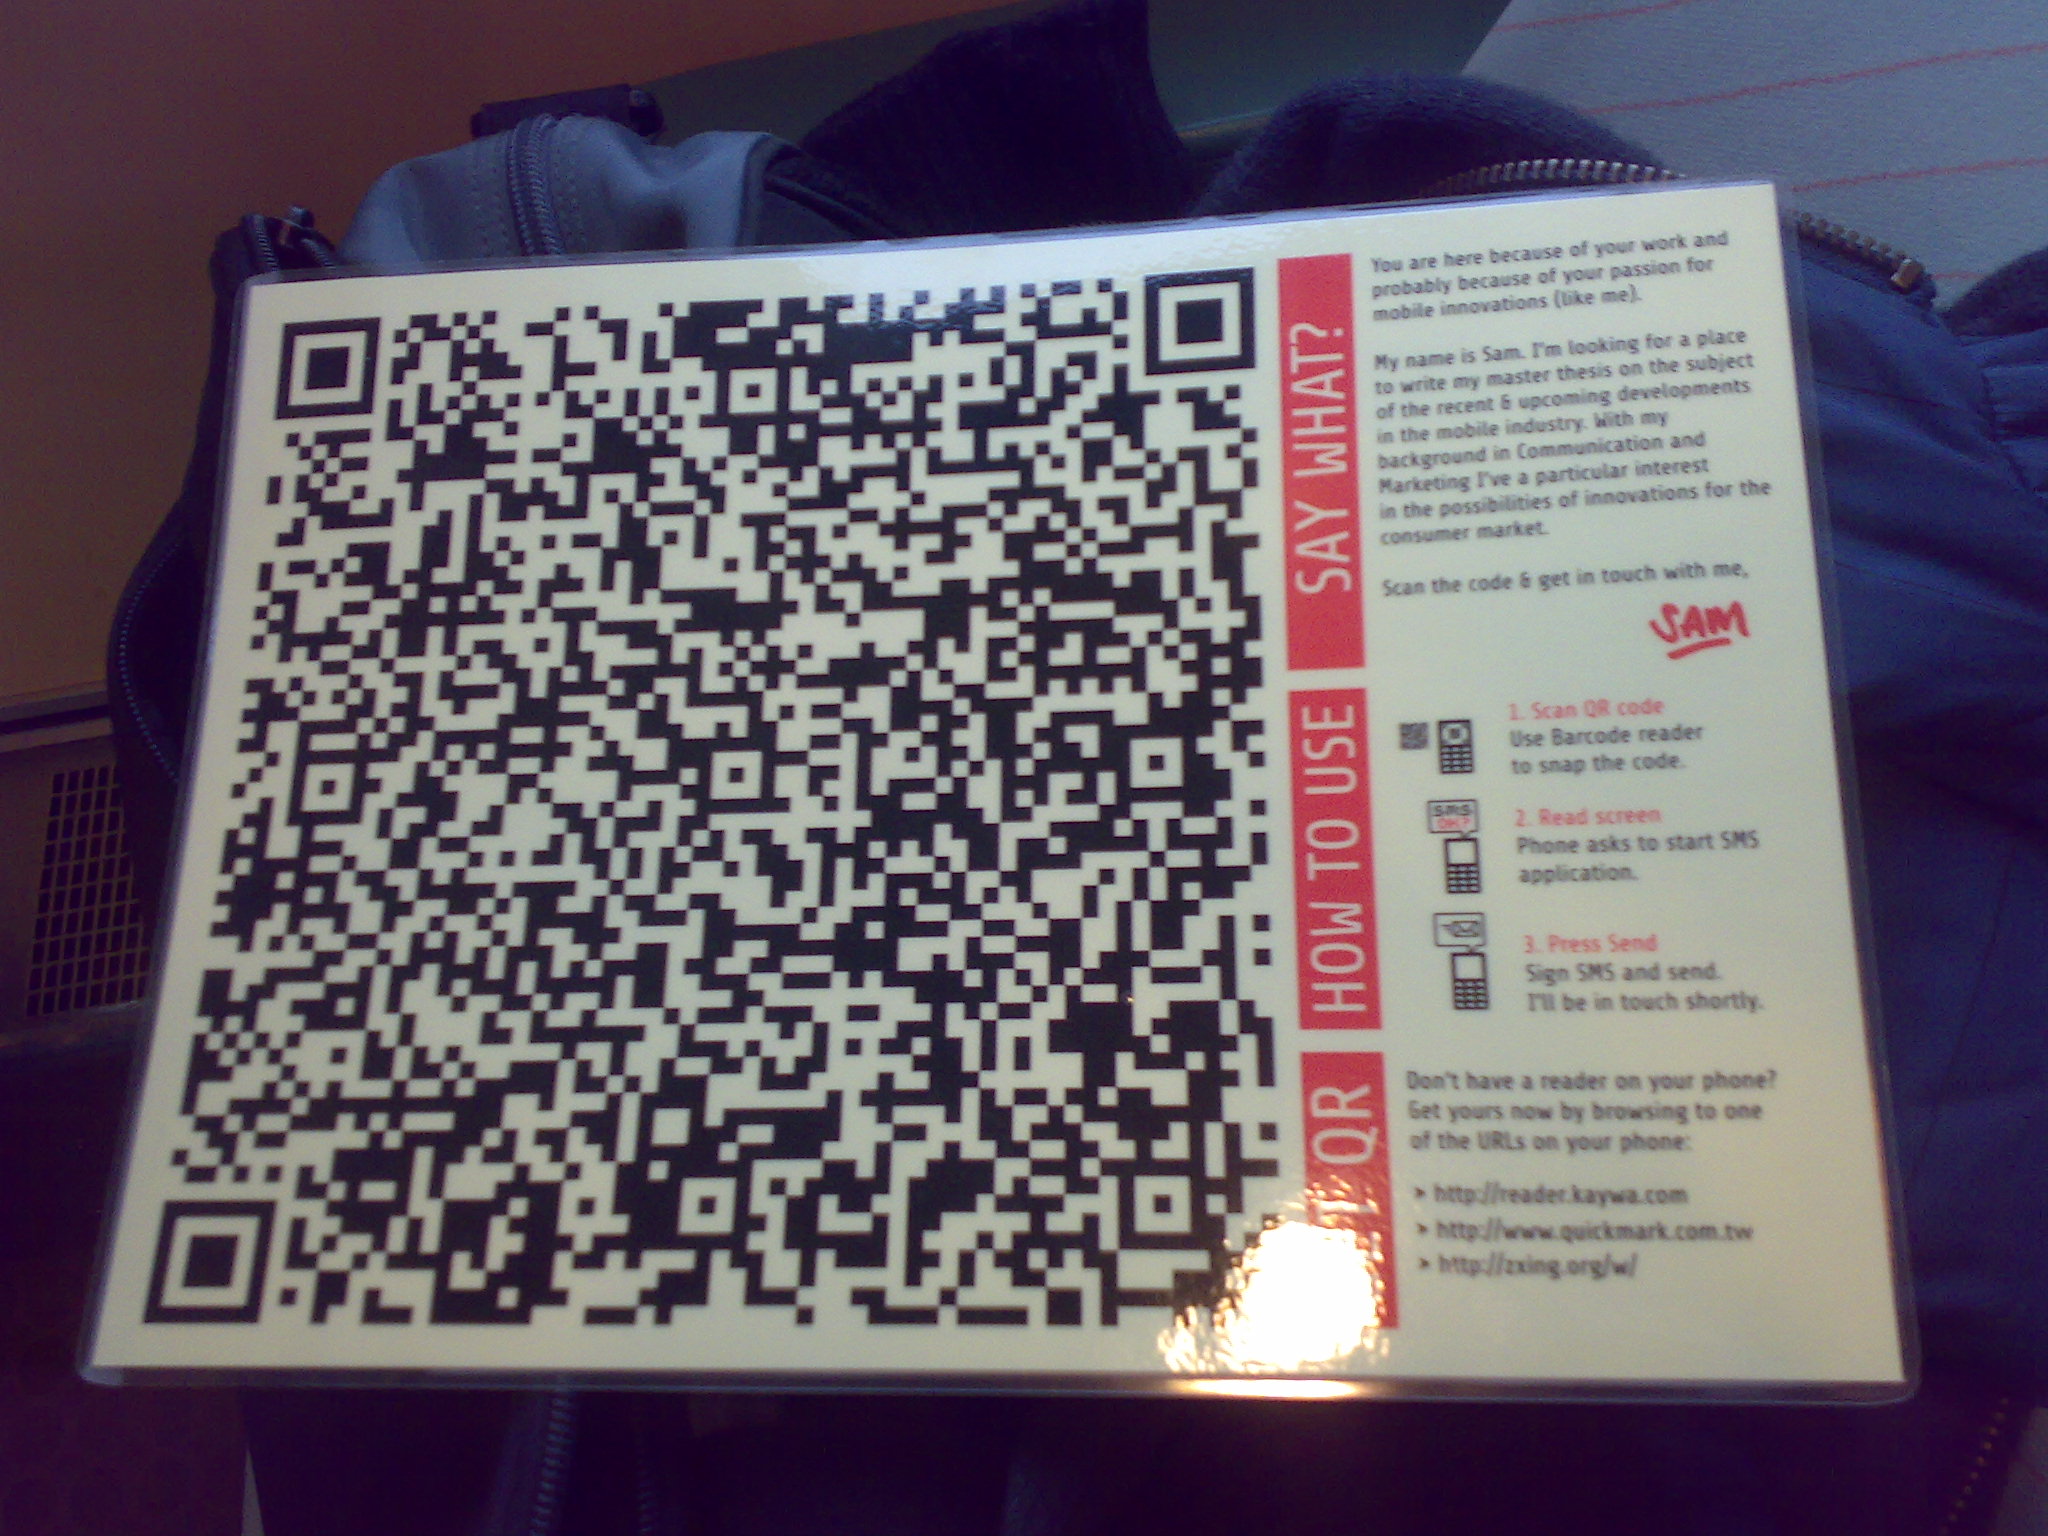 SAY WHAT?
You are here because of your work and
probably because of your passion for
mobile innovations (like me).
My name is Sam. I'm looking for a place
to write my master thesis on the subject
of the recent & upcoming developments
in the mobile industry. With my
background in Communication and
Marketing I've a particular interest
in the possibilities of innovations for the
consumer market.
Scan the code & get in touch with me,
SAM
HOW TO USE
1. Scan QR code
Use Barcode reader
to snap the code.
SMS
OK?
2. Read screen
Phone asks to start SMS
application.
3. Press Send
Sign SMS and send.
I'll be in touch shortly.
QR
Don't have a reader on your phone?
Get yours now by browsing to one
of the URLs on your phone:
> http://reader.kaywa.com
> http://www.quickmark.com.tw
> http://zxing.org/w/